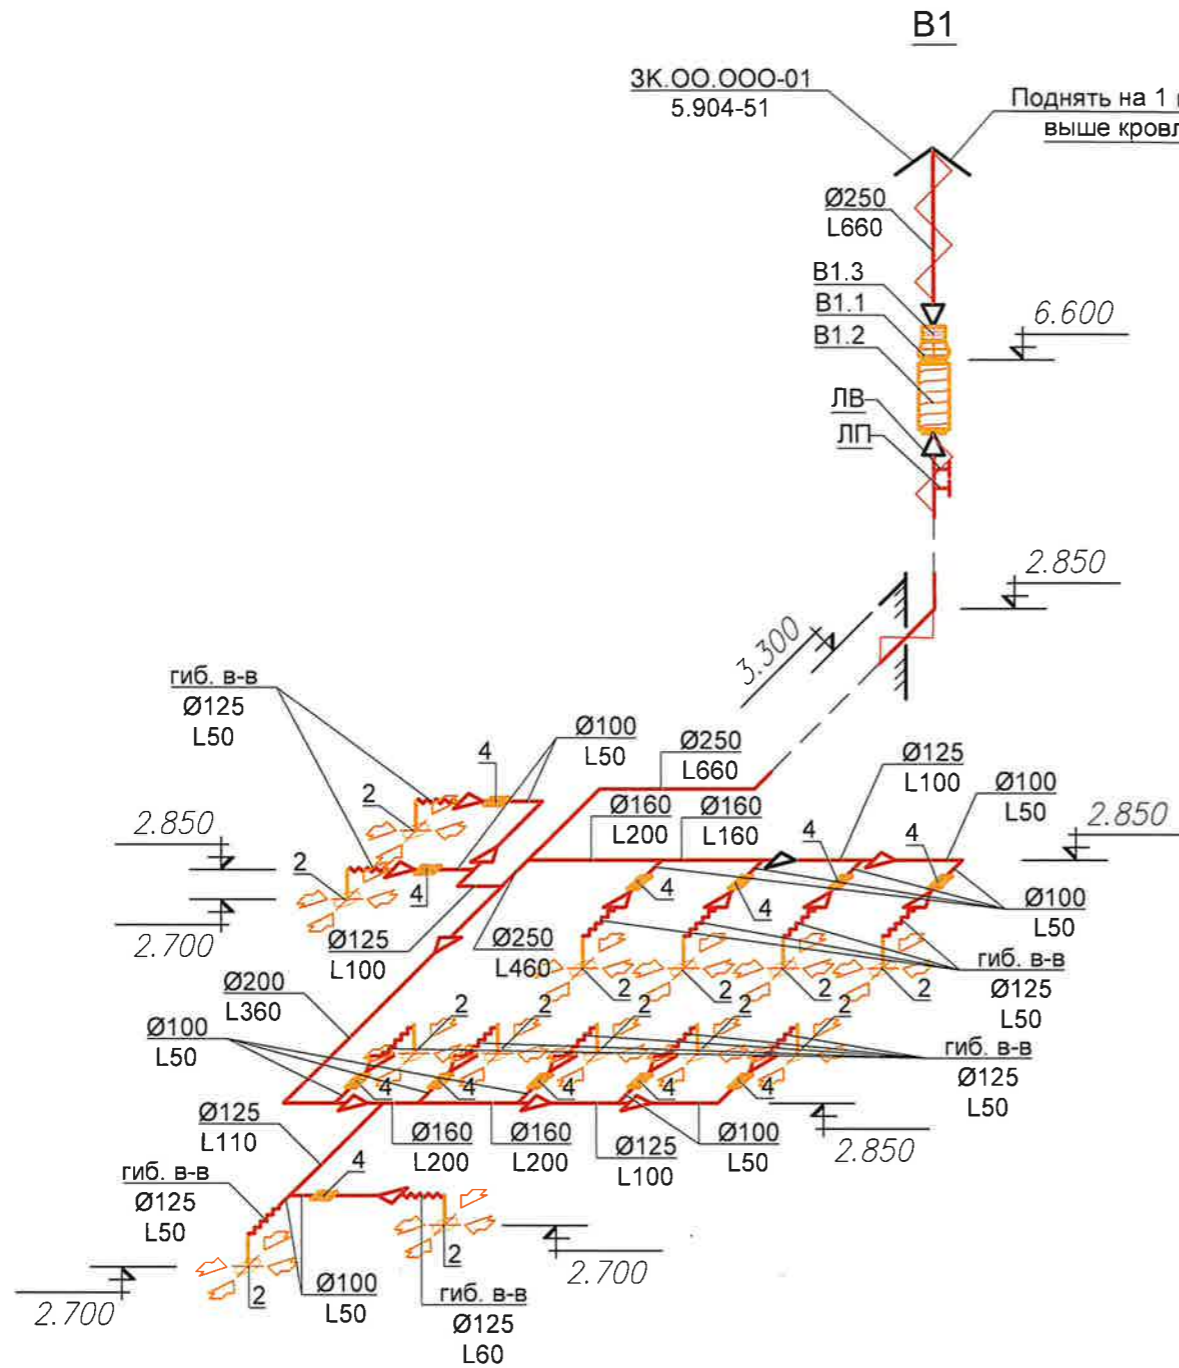 В1
3К.ОО.ООО-01
5.904-51
Поднять на 1
выше кровл
Ø250
L660
В1.3
В1.1
В1.2
6.600
ЛВ
ЛП
2.850
3.300
гиб. в-в
Ø125
L50
4
Ø100
L50
Ø250
L660
Ø125
L100
Ø100
L50
2
2.850
Ø160
L200
Ø160
L160
4
4
2.850
2
4
4
4
Ø100
L50
2.700
Ø125
L100
Ø250
L460
гиб. в-в
Ø125
L50
Ø200
L360
2
2
2
2
2
2
2
2
2
Ø100
L50
гиб. в-в
Ø125
L50
4
4
4
4
4
Ø125
L110
Ø160
L200
Ø160
L200
Ø125
L100
Ø100
L50
2.850
гиб. в-в
Ø125
L50
4
2
2.700
2
Ø100
L50
гиб. в-в
Ø125
L60
2.700